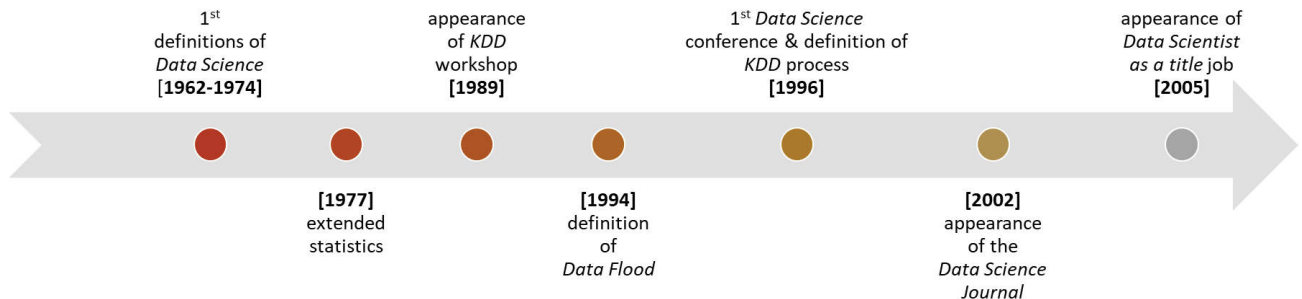 1st
definitions of
Data Science
[1962-1974]
[1977]
extended
statistics
appearance
of KDD
workshop
[1989]
[1994]
definition
of
Data Flood
1st Data Science
conference & definition of
KDD process
[1996]
[2002]
appearance
of the
Data Science
Journal
appearance of
Data Scientist
as a title job
[2005]